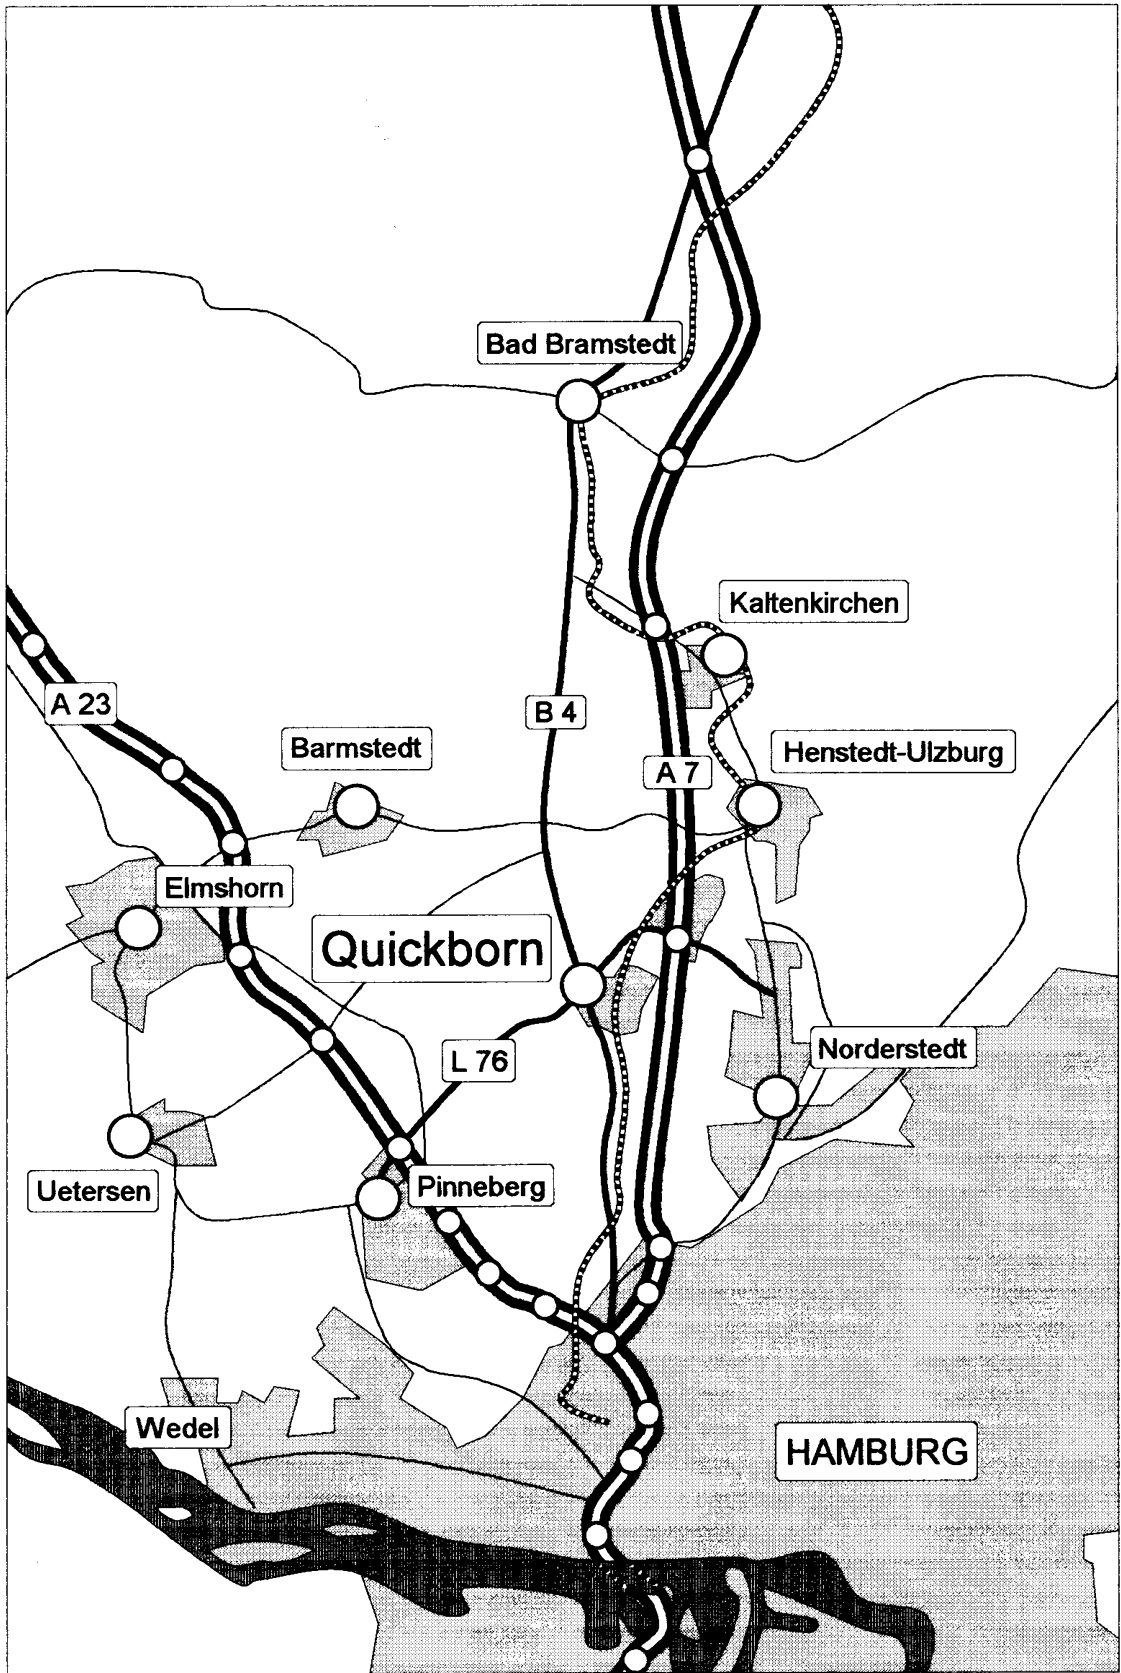 Bad Bramstedt
Kaltenkirchen
A 23
B 4
Barmstedt
Henstedt-Ulzburg
A 7
Elmshorn
Quickborn
L 76
Norderstedt
Uetersen
Pinneberg
Wedel
HAMBURG